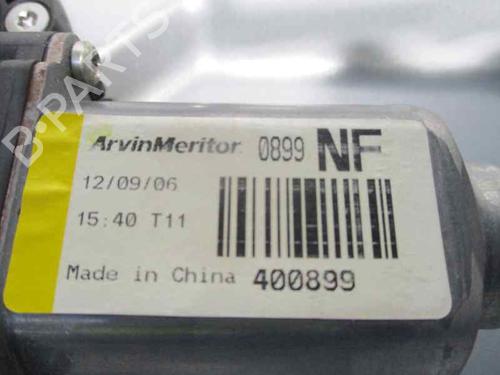 B-PARTS
ArvinMeritor. 0899 NF
12/09/06
15:40 T11
Made in China 400899